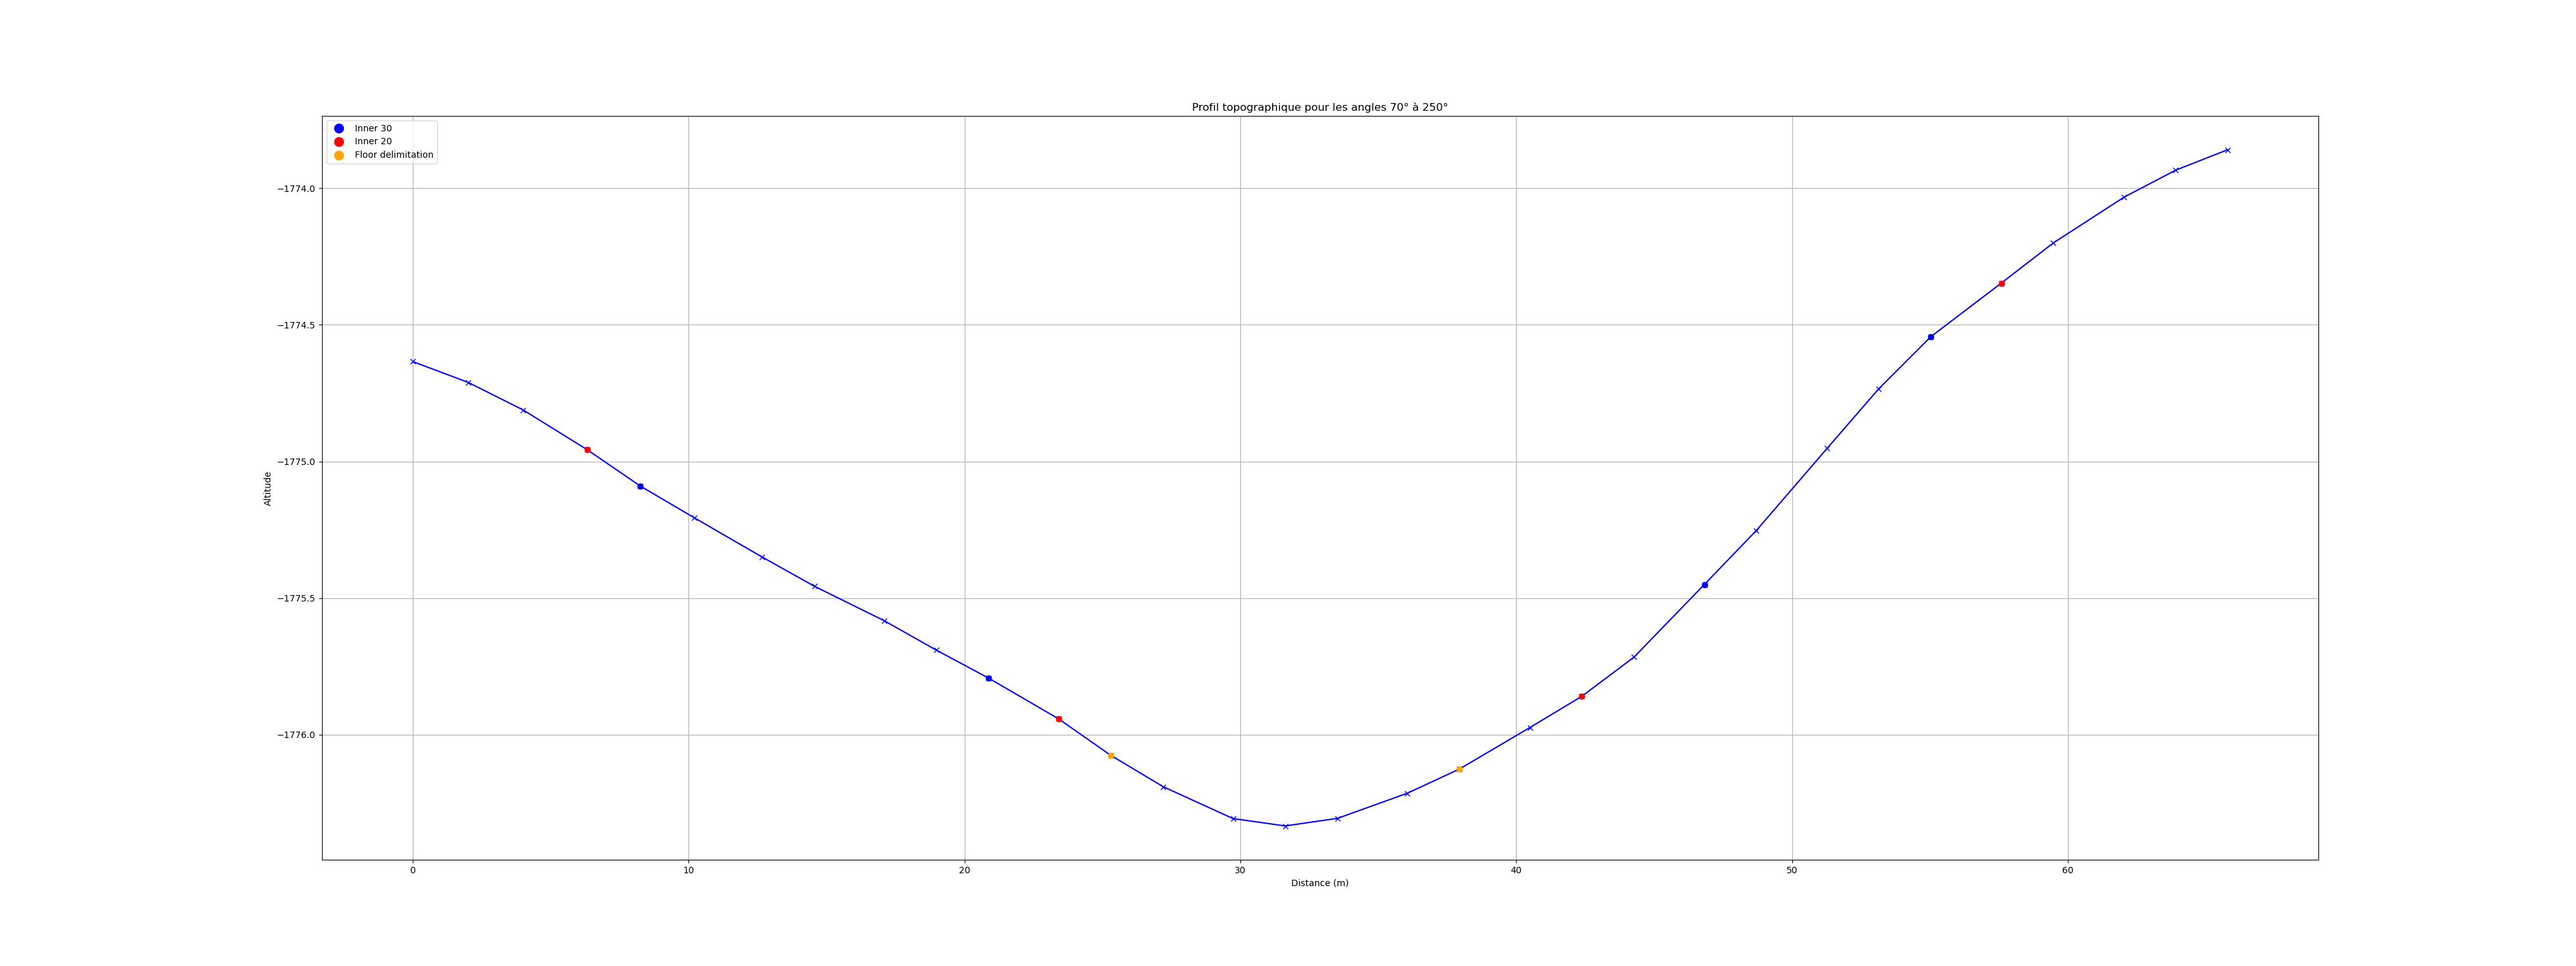 Profil topographique pour les angles 70° à 250°
Inner 30
Inner 20
Floor delimitation
−1774.0
−1774.5
−1775.0
−1775.5
−1776.0
Altitude
0 10 20 30 40 50 60
Distance (m)